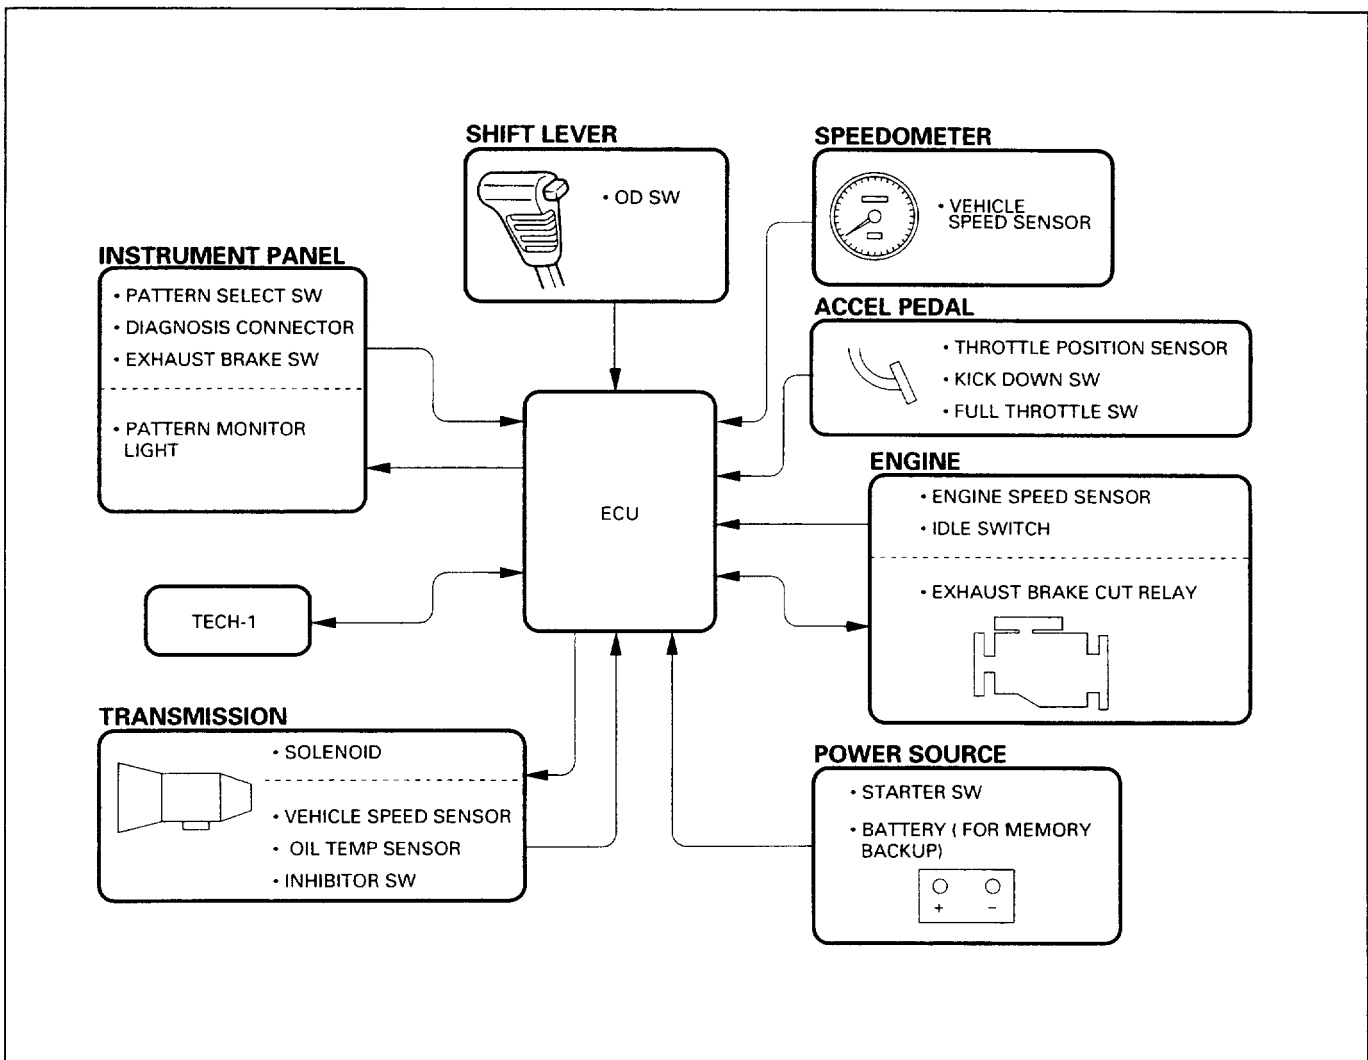 SHIFT LEVER
• OD SW
SPEEDOMETER
• VEHICLE
SPEED SENSOR
INSTRUMENT PANEL
• PATTERN SELECT SW
• DIAGNOSIS CONNECTOR
• EXHAUST BRAKE SW
• PATTERN MONITOR
LIGHT
ACCEL PEDAL
• THROTTLE POSITION SENSOR
• KICK DOWN SW
• FULL THROTTLE SW
ECU
ENGINE
• ENGINE SPEED SENSOR
• IDLE SWITCH
• EXHAUST BRAKE CUT RELAY
TECH-1
TRANSMISSION
• SOLENOID
• VEHICLE SPEED SENSOR
• OIL TEMP SENSOR
• INHIBITOR SW
POWER SOURCE
• STARTER SW
• BATTERY ( FOR MEMORY
BACKUP)
+ −